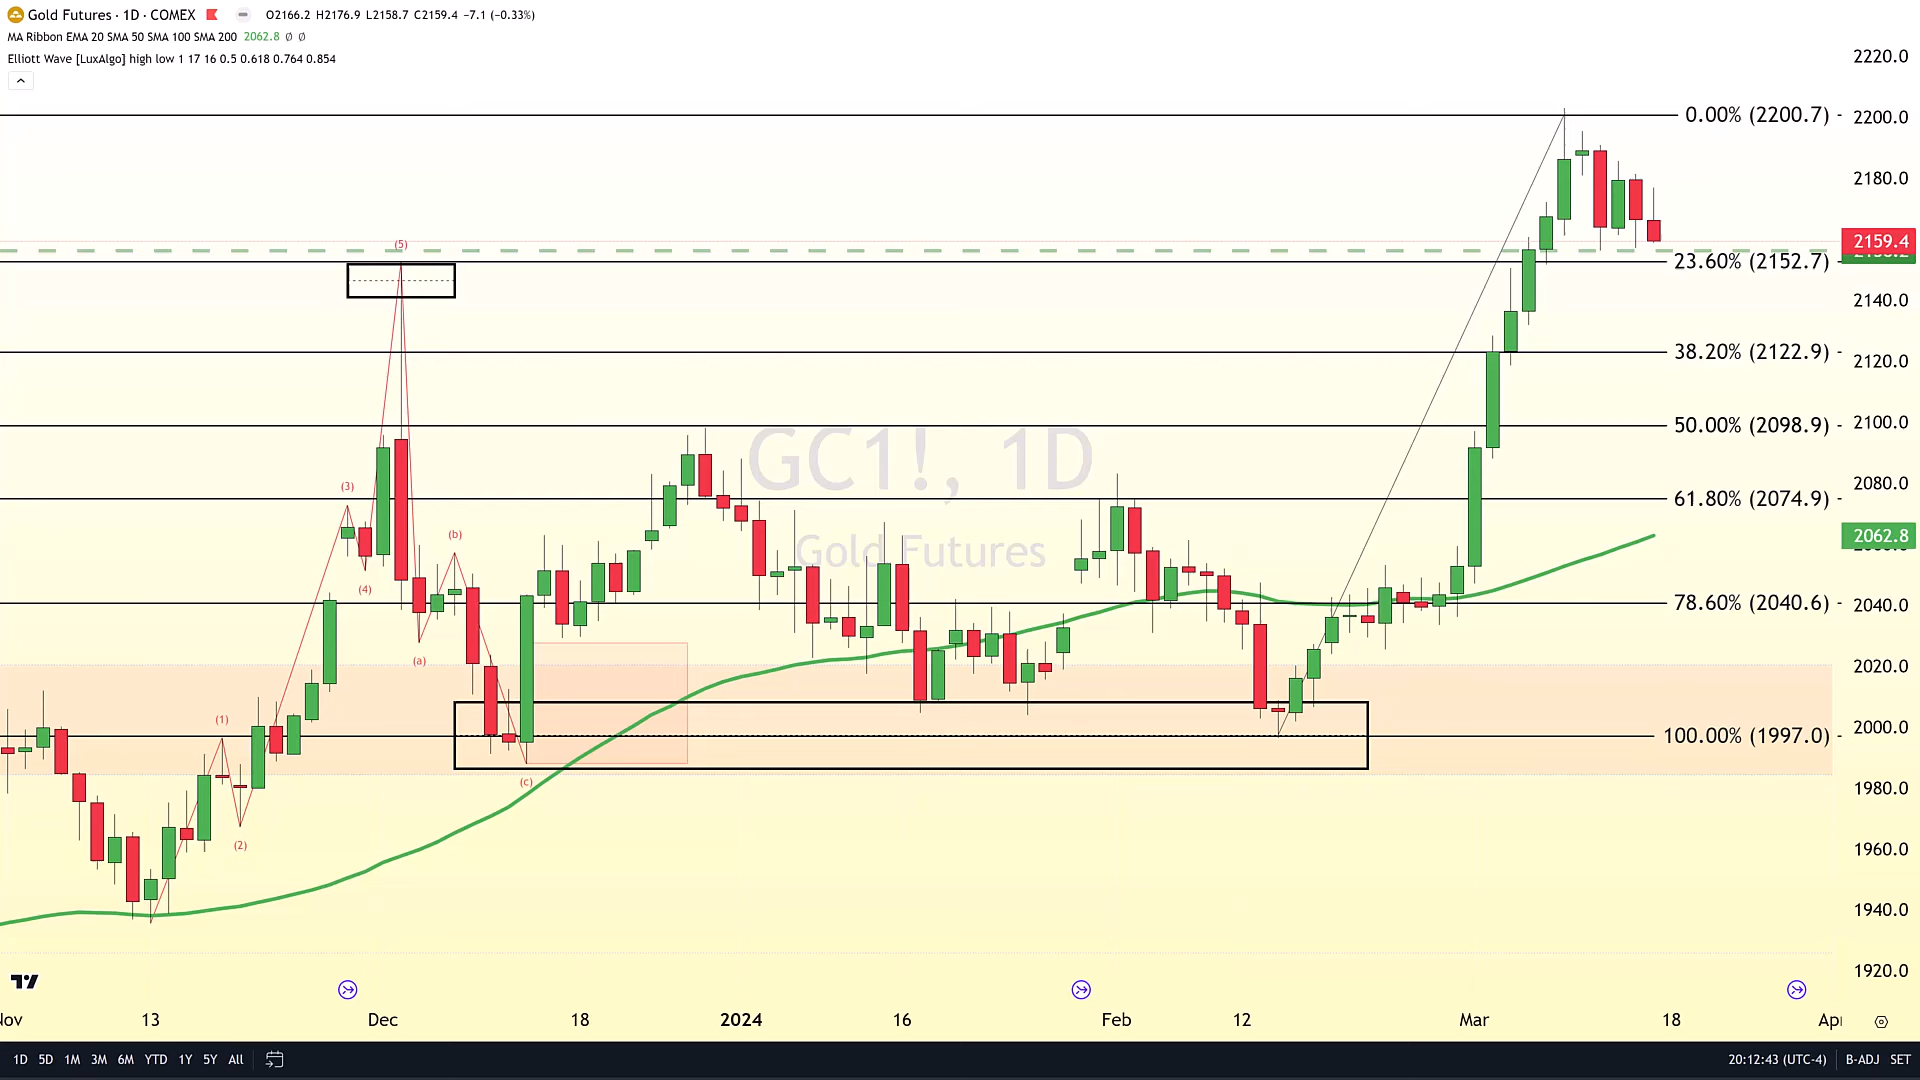 Gold Futures · 1D · COMEX O2166.2 H2176.9 L2158.7 C2159.4 −7.1 (−0.33%)
MA Ribbon EMA 20 SMA 50 SMA 100 SMA 200 2062.8 ∅ ∅
Elliott Wave [LuxAlgo] high low 1 17 16 0.5 0.618 0.764 0.854
2220.0
0.00% (2200.7)
2200.0
2180.0
(5)
2159.4
23.60% (2152.7)
2140.0
38.20% (2122.9)
2120.0
50.00% (2098.9)
2100.0
GC1!, 1D
(3)
2080.0
61.80% (2074.9)
(b)
2062.8
Gold Futures
(4)
78.60% (2040.6)
2040.0
(a)
2020.0
(1)
2000.0
100.00% (1997.0)
(c)
1980.0
(2)
1960.0
1940.0
1920.0
Nov 13 Dec 18 2024 16 Feb 12 Mar 18
1D 5D 1M 3M 6M YTD 1Y 5Y All 20:12:43 (UTC-4) B-ADJ SET